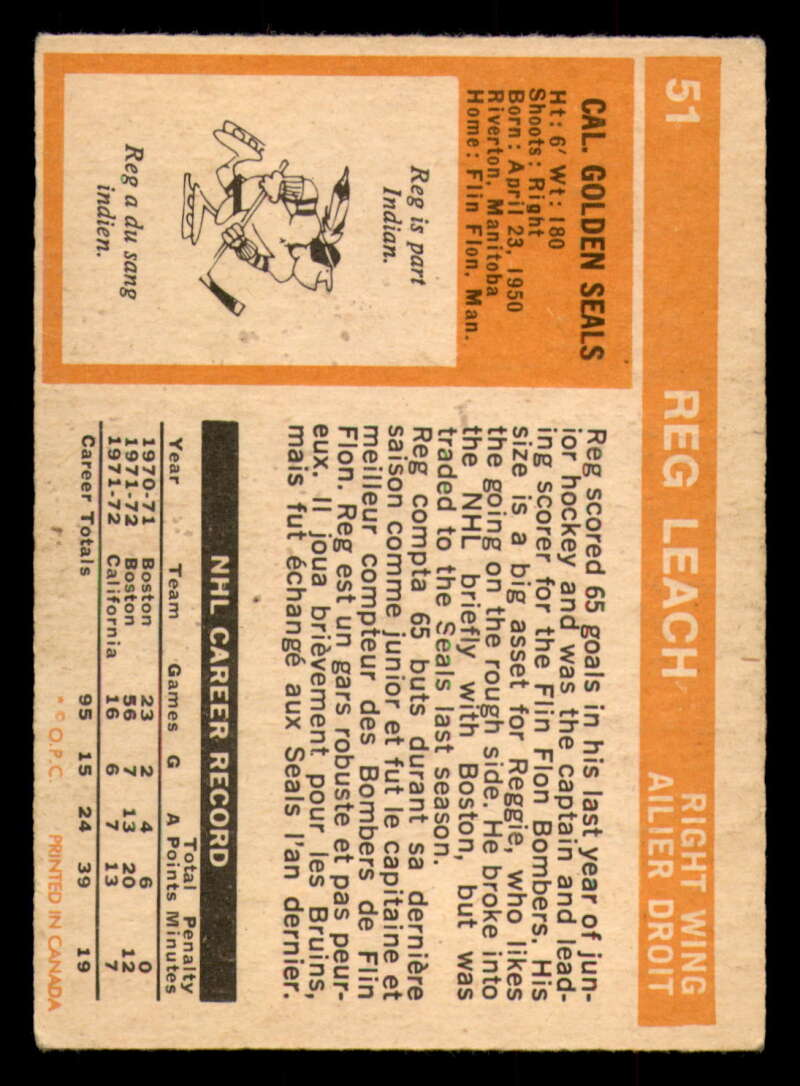 51
REG LEACH
RIGHT WING
AILIER DROIT
CAL. GOLDEN SEALS
Ht: 6' Wt: 180
Shoots: Right
Born: April 23, 1950
Riverton, Manitoba
Home: Flin Flon, Man.
Reg is part
Indian.
Reg a du sang
indien.
Reg scored 65 goals in his last year of jun-
ior hockey and was the captain and lead-
ing scorer for the Flin Flon Bombers. His
size is a big asset for Reggie, who likes
the going on the rough side. He broke into
the NHL briefly with Boston, but was
traded to the Seals last season.
Reg compta 65 buts durant sa dernière
saison comme junior et fut le capitaine et
meilleur compteur des Bombers de Flin
Flon. Reg est un gars robuste et pas peur-
eux. Il joua brièvement pour les Bruins,
mais fut échangé aux Seals l'an dernier.
NHL CAREER RECORD
Year Team Games G A Total Points Penalty Minutes
1970-71 Boston 23 2 4 6 0
1971-72 Boston 56 7 13 20 12
1971-72 California 16 6 7 13 7
Career Totals 95 15 24 39 19
* © O.P.C. PRINTED IN CANADA